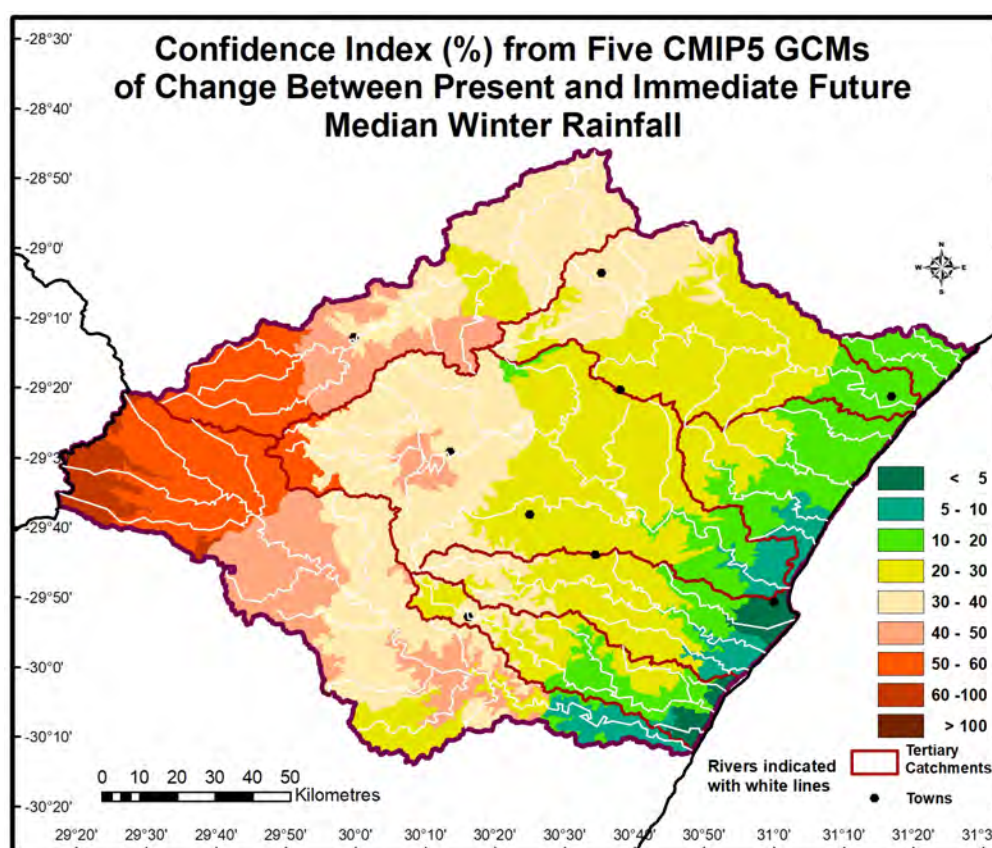 Confidence Index (%) from Five CMIP5 GCMs
of Change Between Present and Immediate Future
Median Winter Rainfall
-28°30'
-28°40'
-28°50'
-29°0'
-29°10'
-29°20'
-29°30'
-29°40'
-29°50'
-30°0'
-30°10'
-30°20'
N
W E
S
< 5
5 - 10
10 - 20
20 - 30
30 - 40
40 - 50
50 - 60
60 -100
> 100
Tertiary
Catchments
Rivers indicated
with white lines
Towns
0 10 20 30 40 50
Kilometres
29°20' 29°30' 29°40' 29°50' 30°0' 30°10' 30°20' 30°30' 30°40' 30°50' 31°0' 31°10' 31°20' 31°3